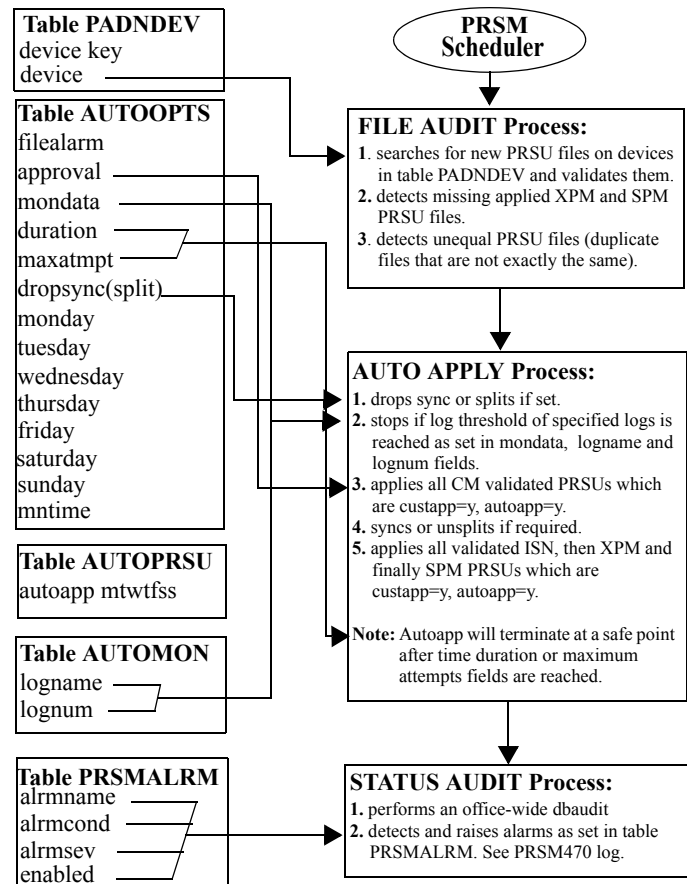 Table PADNDEV
device key
device
Table AUTOOPTS
filealarm
approval
mondata
duration
maxatmpt
dropsync(split)
monday
tuesday
wednesday
thursday
friday
saturday
sunday
mntime
Table AUTOPRSU
autoapp mtwtfss
Table AUTOMON
logname
lognum
Table PRSMALRM
alrmname
alrmcond
alrmsev
enabled
PRSM
Scheduler
FILE AUDIT Process:
1. searches for new PRSU files on devices
in table PADNDEV and validates them.
2. detects missing applied XPM and SPM
PRSU files.
3. detects unequal PRSU files (duplicate
files that are not exactly the same).
AUTO APPLY Process:
1. drops sync or splits if set.
2. stops if log threshold of specified logs is
reached as set in mondata, logname and
lognum fields.
3. applies all CM validated PRSUs which
are custapp=y, autoapp=y.
4. syncs or unsplits if required.
5. applies all validated ISN, then XPM and
finally SPM PRSUs which are
custapp=y, autoapp=y.
Note: Autoapp will terminate at a safe point
after time duration or maximum
attempts fields are reached.
STATUS AUDIT Process:
1. performs an office-wide dbaudit
2. detects and raises alarms as set in table
PRSMALRM. See PRSM470 log.